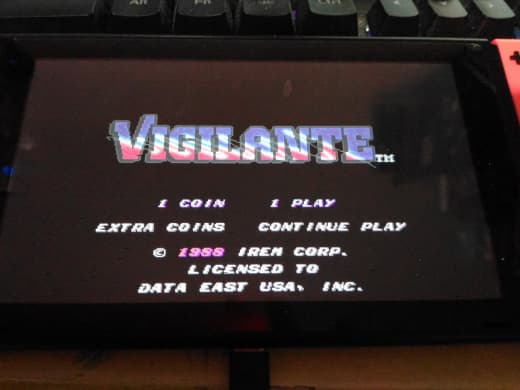 VIGILANTE TM
1 COIN 1 PLAY
EXTRA COINS CONTINUE PLAY
© 1988 IREM CORP.
LICENSED TO
DATA EAST USA, INC.